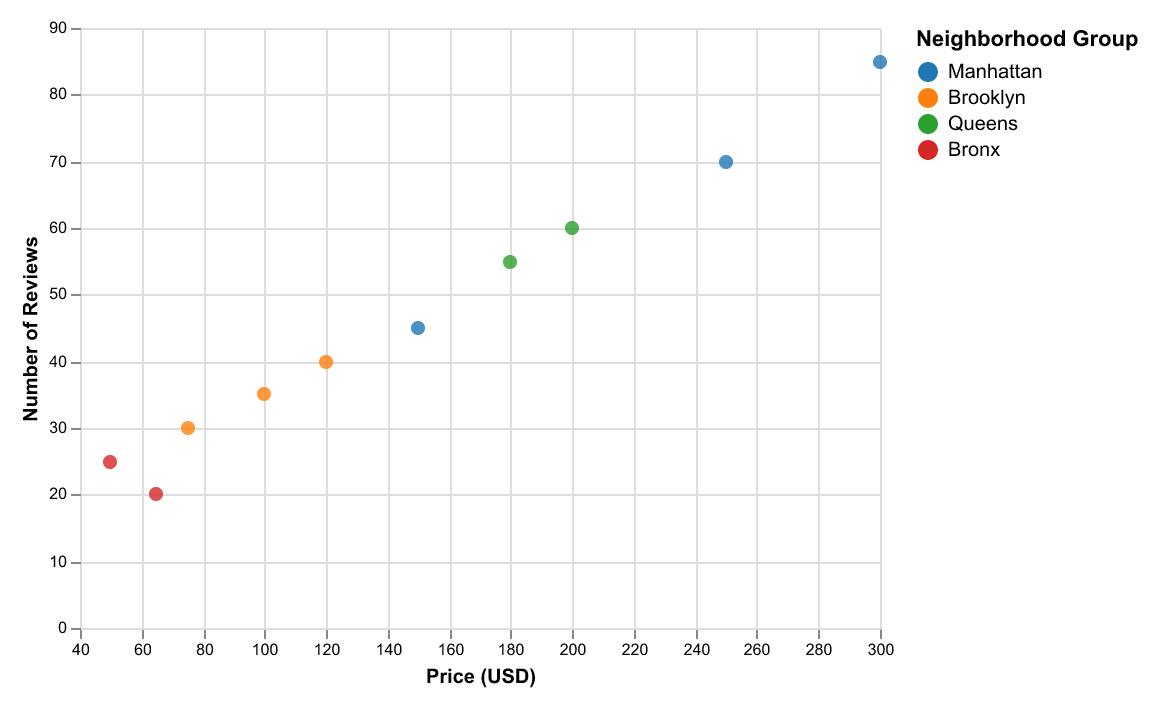 90
80
70
60
50
40
30
20
10
0
Number of Reviews
40 60 80 100 120 140 160 180 200 220 240 260 280 300
Price (USD)
Neighborhood Group
Manhattan
Brooklyn
Queens
Bronx